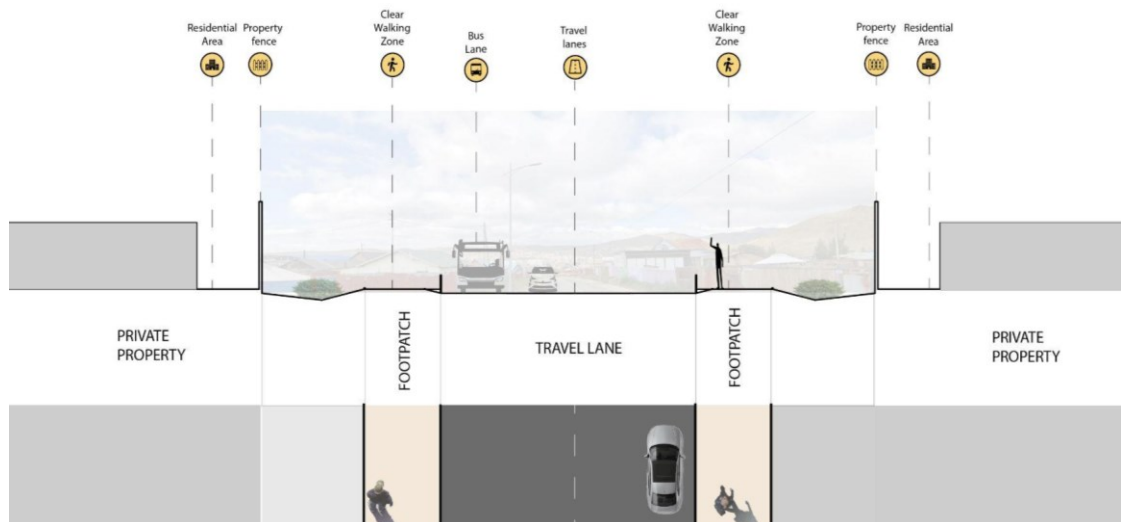 Residential
Area
Property
fence
Clear
Walking
Zone
Bus
Lane
Travel
lanes
Clear
Walking
Zone
Property
fence
Residential
Area
PRIVATE
PROPERTY
FOOTPATCH
TRAVEL LANE
FOOTPATCH
PRIVATE
PROPERTY